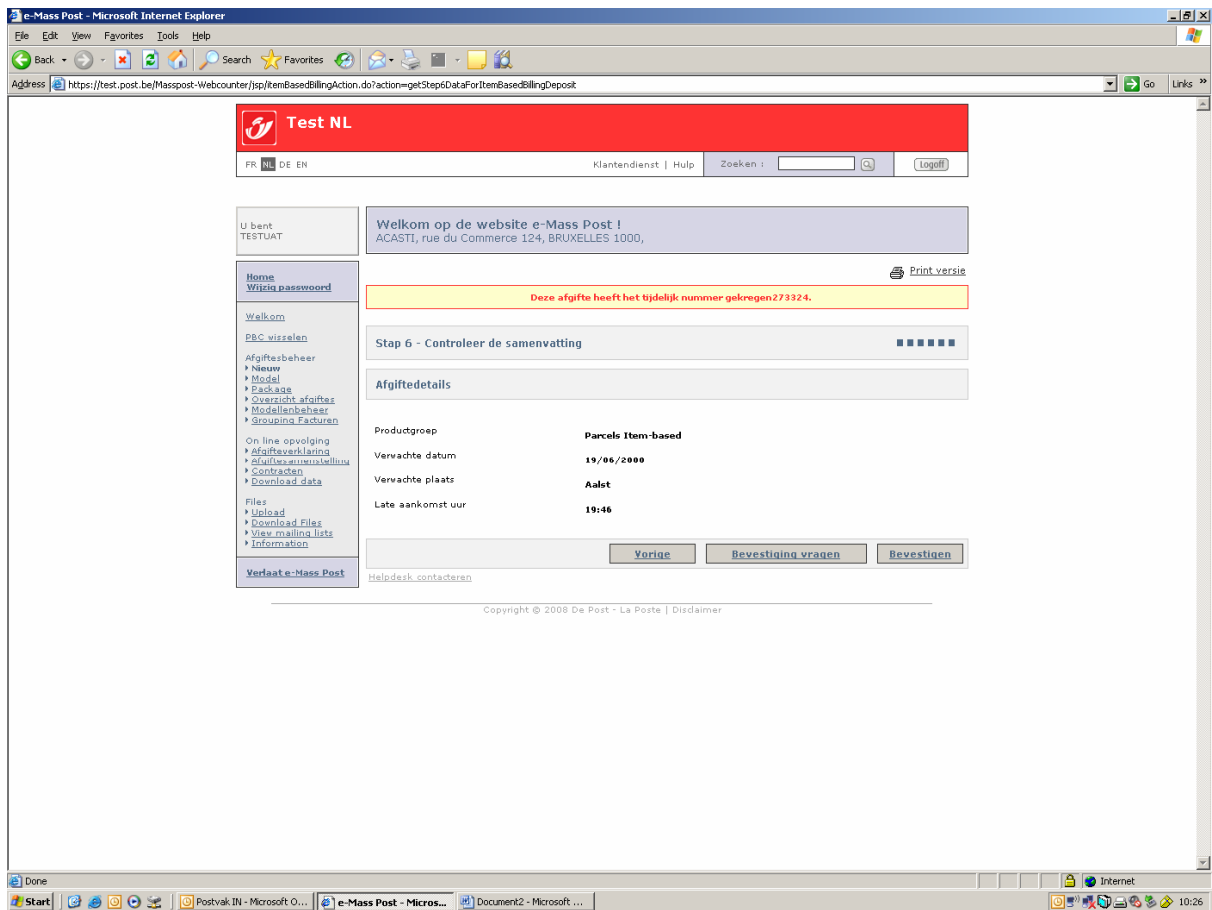 e-Mass Post - Microsoft Internet Explorer
File Edit View Favorites Tools Help
Back Search Favorites
Address https://test.post.be/Masspost-Webcounter/jsp/itemBasedBillingAction.do?action=getStep6DataForItemBasedBillingDeposit Go Links »
Test NL
FR NL DE EN Klantendienst | Hulp Zoeken : Logoff
U bent
TESTUAT
Welkom op de website e-Mass Post !
ACASTI, rue du Commerce 124, BRUXELLES 1000,
Home
Wijzig passwoord
Print versie
Deze afgifte heeft het tijdelijk nummer gekregen273324.
Welkom
PBC wisselen
Stap 6 - Controleer de samenvatting
Afgiftesbeheer
Nieuw
Model
Package
Overzicht afgiftes
Modellenbeheer
Grouping Facturen
Afgiftedetails
On line opvolging
Afgifteverklaring
Afgiftesamenstelling
Contracten
Download data
Files
Upload
Download Files
View mailing lists
Information
Verlaat e-Mass Post
Productgroep Parcels Item-based
Verwachte datum 19/06/2000
Verwachte plaats Aalst
Late aankomst uur 19:46
Vorige Bevestiging vragen Bevestigen
Helpdesk contacteren
Copyright © 2008 De Post - La Poste | Disclaimer
Done Internet
Start Postvak IN - Microsoft O... e-Mass Post - Micros... Document2 - Microsoft ... 10:26